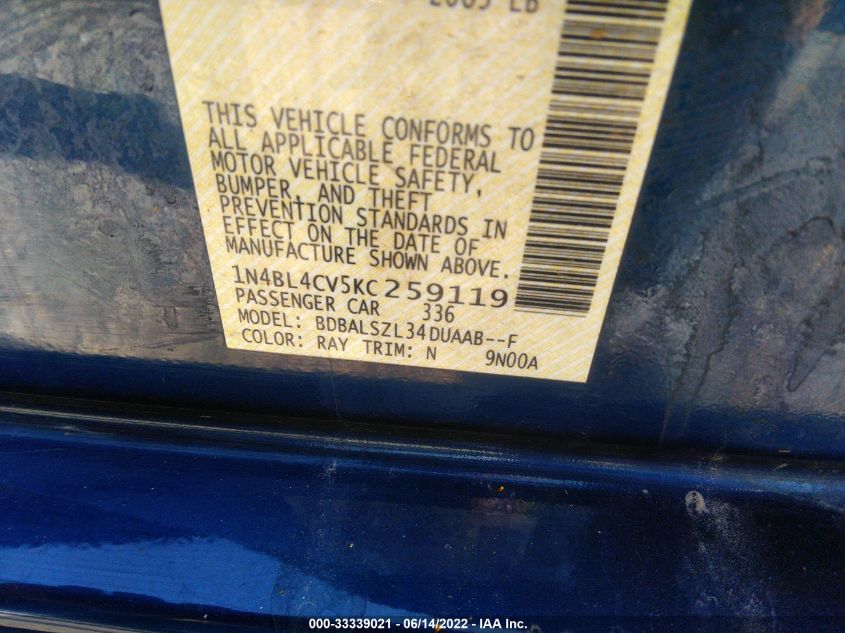 THIS VEHICLE CONFORMS TO
ALL APPLICABLE FEDERAL
MOTOR VEHICLE SAFETY,
BUMPER, AND THEFT
PREVENTION STANDARDS IN
EFFECT ON THE DATE OF
MANUFACTURE SHOWN ABOVE.
1N4BL4CV5KC259119
PASSENGER CAR 336
MODEL: BDBALSZL34DUAAB--F
COLOR: RAY TRIM: N 9N00A
000-33339021 - 06/14/2022 - IAA Inc.